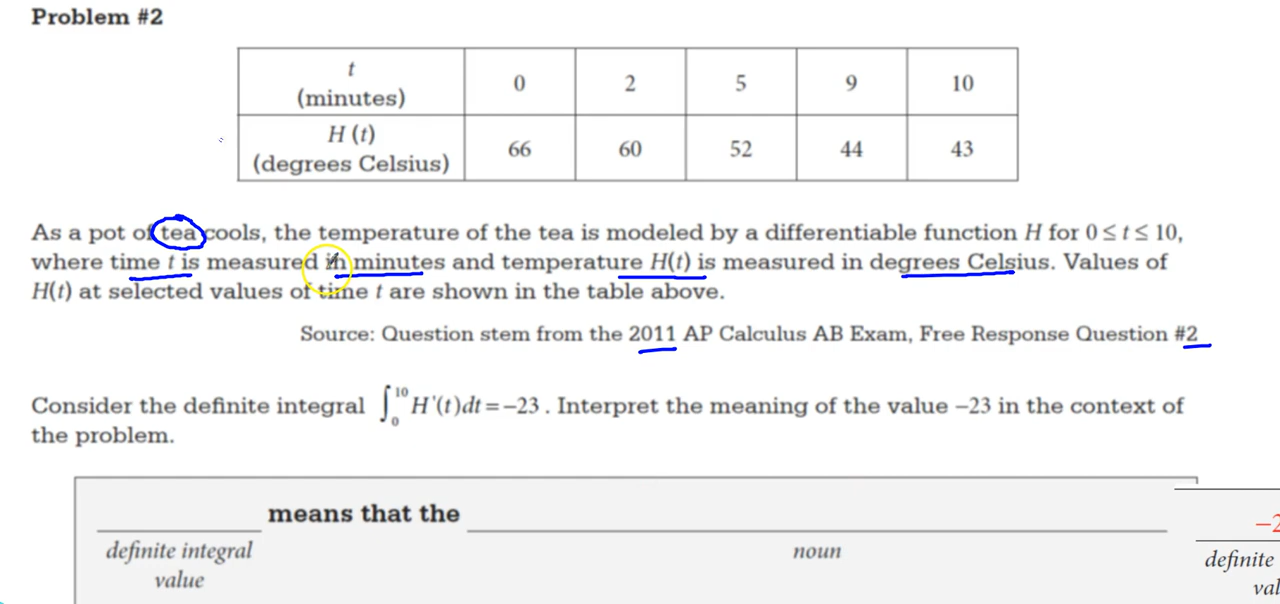 Problem #2
t (minutes) 0 2 5 9 10
H (t) (degrees Celsius) 66 60 52 44 43
As a pot of tea cools, the temperature of the tea is modeled by a differentiable function H for 0 ≤ t ≤ 10,
where time t is measured in minutes and temperature H(t) is measured in degrees Celsius. Values of
H(t) at selected values of time t are shown in the table above.
Source: Question stem from the 2011 AP Calculus AB Exam, Free Response Question #2
Consider the definite integral ∫₀¹⁰ H'(t)dt = –23 . Interpret the meaning of the value –23 in the context of
the problem.
means that the
definite integral value
noun
definite